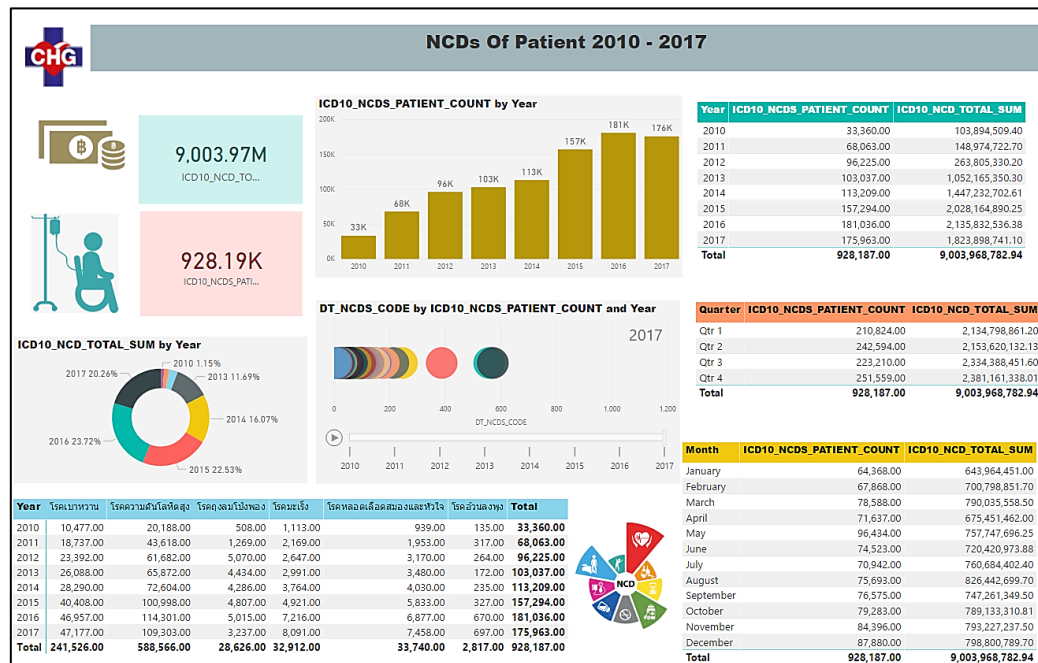 CHG
NCDs Of Patient 2010 - 2017
9,003.97M
ICD10_NCD_TO...
928.19K
ICD10_NCDS_PATI...
ICD10_NCDS_PATIENT_COUNT by Year
200K
150K
100K
50K
0K
33K
68K
96K
103K
113K
157K
181K
176K
2010 2011 2012 2013 2014 2015 2016 2017
Year ICD10_NCDS_PATIENT_COUNT ICD10_NCD_TOTAL_SUM
2010 33,360.00 103,894,509.40
2011 68,063.00 148,974,722.70
2012 96,225.00 263,805,330.20
2013 103,037.00 1,052,165,350.30
2014 113,209.00 1,447,232,702.61
2015 157,294.00 2,028,164,890.25
2016 181,036.00 2,135,832,536.38
2017 175,963.00 1,823,898,741.10
Total 928,187.00 9,003,968,782.94
ICD10_NCD_TOTAL_SUM by Year
2010 1.15%
2013 11.69%
2014 16.07%
2015 22.53%
2016 23.72%
2017 20.26%
DT_NCDS_CODE by ICD10_NCDS_PATIENT_COUNT and Year
2017
0 200 400 600 800 1,000 1,200
DT_NCDS_CODE
2010 2011 2012 2013 2014 2015 2016 2017
Quarter ICD10_NCDS_PATIENT_COUNT ICD10_NCD_TOTAL_SUM
Qtr 1 210,824.00 2,134,798,861.20
Qtr 2 242,594.00 2,153,620,132.13
Qtr 3 223,210.00 2,334,388,451.60
Qtr 4 251,559.00 2,381,161,338.01
Total 928,187.00 9,003,968,782.94
Month ICD10_NCDS_PATIENT_COUNT ICD10_NCD_TOTAL_SUM
January 64,368.00 643,964,451.00
February 67,868.00 700,798,851.70
March 78,588.00 790,035,558.50
April 71,637.00 675,451,462.00
May 96,434.00 757,747,696.25
June 74,523.00 720,420,973.88
July 70,942.00 760,684,402.40
August 75,693.00 826,442,699.70
September 76,575.00 747,261,349.50
October 79,283.00 789,133,310.81
November 84,396.00 793,227,237.50
December 87,880.00 798,800,789.70
Total 928,187.00 9,003,968,782.94
Year โรคเบาหวาน โรคความดันโลหิตสูง โรคถุงลมโป่งพอง โรคมะเร็ง โรคหลอดเลือดสมองและหัวใจ โรคอ้วนลงพุง Total
2010 10,477.00 20,188.00 508.00 1,113.00 939.00 135.00 33,360.00
2011 18,737.00 43,618.00 1,269.00 2,169.00 1,953.00 317.00 68,063.00
2012 23,392.00 61,682.00 5,070.00 2,647.00 3,170.00 264.00 96,225.00
2013 26,088.00 65,872.00 4,434.00 2,991.00 3,480.00 172.00 103,037.00
2014 28,290.00 72,604.00 4,286.00 3,764.00 4,030.00 235.00 113,209.00
2015 40,408.00 100,998.00 4,807.00 4,921.00 5,833.00 327.00 157,294.00
2016 46,957.00 114,301.00 5,015.00 7,216.00 6,877.00 670.00 181,036.00
2017 47,177.00 109,303.00 3,237.00 8,091.00 7,458.00 697.00 175,963.00
Total 241,526.00 588,566.00 28,626.00 32,912.00 33,740.00 2,817.00 928,187.00
NCD